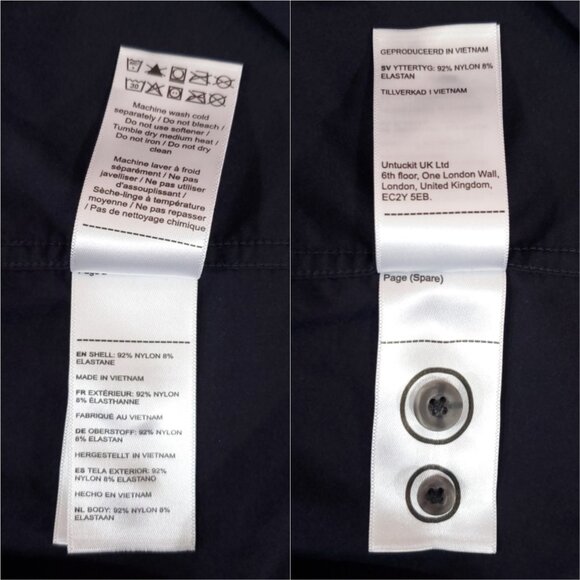 30
Machine wash cold
separately / Do not bleach /
Do not use softener /
Tumble dry medium heat /
Do not iron / Do not dry
clean
Machine laver à froid
séparément / Ne pas
javelliser / Ne pas utiliser
d'assouplissant /
Sèche-linge à température
moyenne / Ne pas repasser
/ Pas de nettoyage chimique
EN SHELL: 92% NYLON 8%
ELASTANE
MADE IN VIETNAM
FR EXTÉRIEUR: 92% NYLON
8% ÉLASTHANNE
FABRIQUÉ AU VIETNAM
DE OBERSTOFF: 92% NYLON
8% ELASTAN
HERGESTELLT IN VIETNAM
ES TELA EXTERIOR: 92%
NYLON 8% ELASTANO
HECHO EN VIETNAM
NL BODY: 92% NYLON 8%
ELASTAAN
GEPRODUCEERD IN VIETNAM
SV YTTERTYG: 92% NYLON 8%
ELASTAN
TILLVERKAD I VIETNAM
Untuckit UK Ltd
6th floor, One London Wall,
London, United Kingdom,
EC2Y 5EB.
Page (Spare)